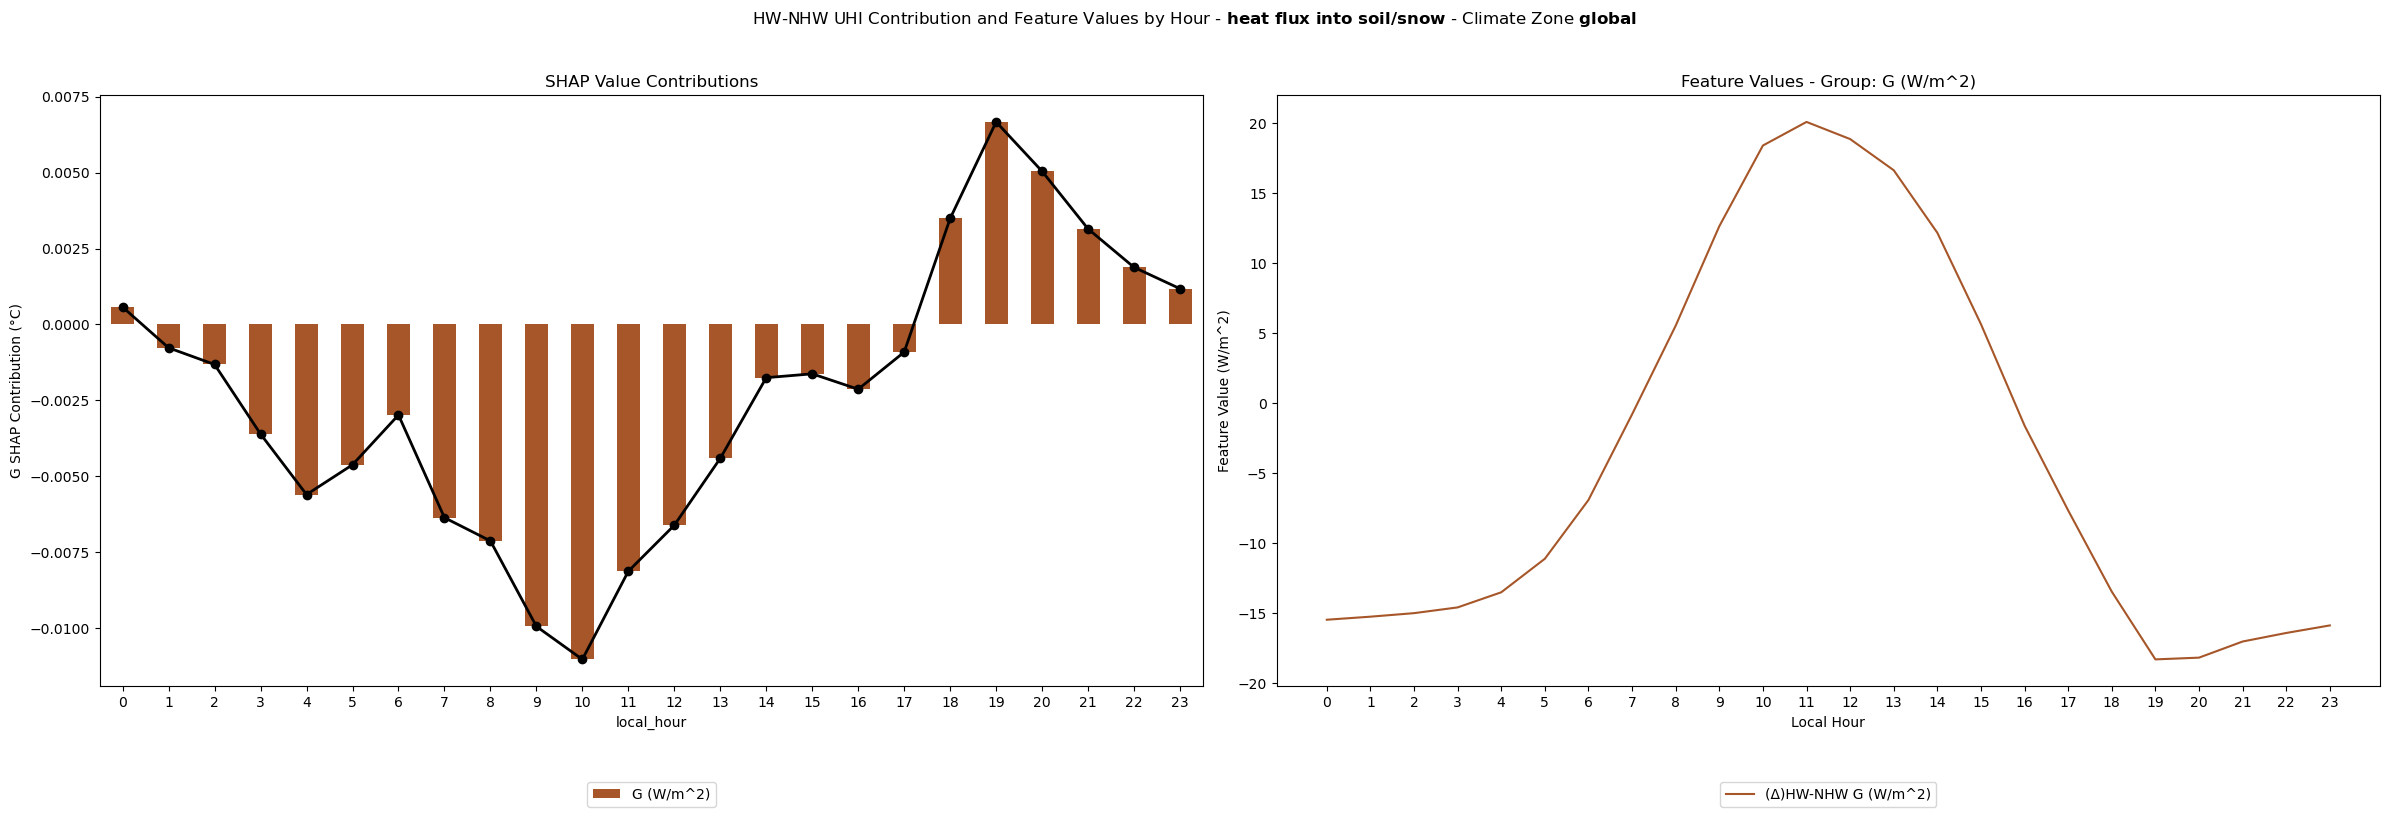 HW-NHW UHI Contribution and Feature Values by Hour - heat flux into soil/snow - Climate Zone global
SHAP Value Contributions
0.0075
0.0050
0.0025
0.0000
−0.0025
−0.0050
−0.0075
−0.0100
G SHAP Contribution (°C)
0 1 2 3 4 5 6 7 8 9 10 11 12 13 14 15 16 17 18 19 20 21 22 23
local_hour
G (W/m^2)
Feature Values - Group: G (W/m^2)
20
15
10
5
0
−5
−10
−15
−20
Feature Value (W/m^2)
0 1 2 3 4 5 6 7 8 9 10 11 12 13 14 15 16 17 18 19 20 21 22 23
Local Hour
(Δ)HW-NHW G (W/m^2)